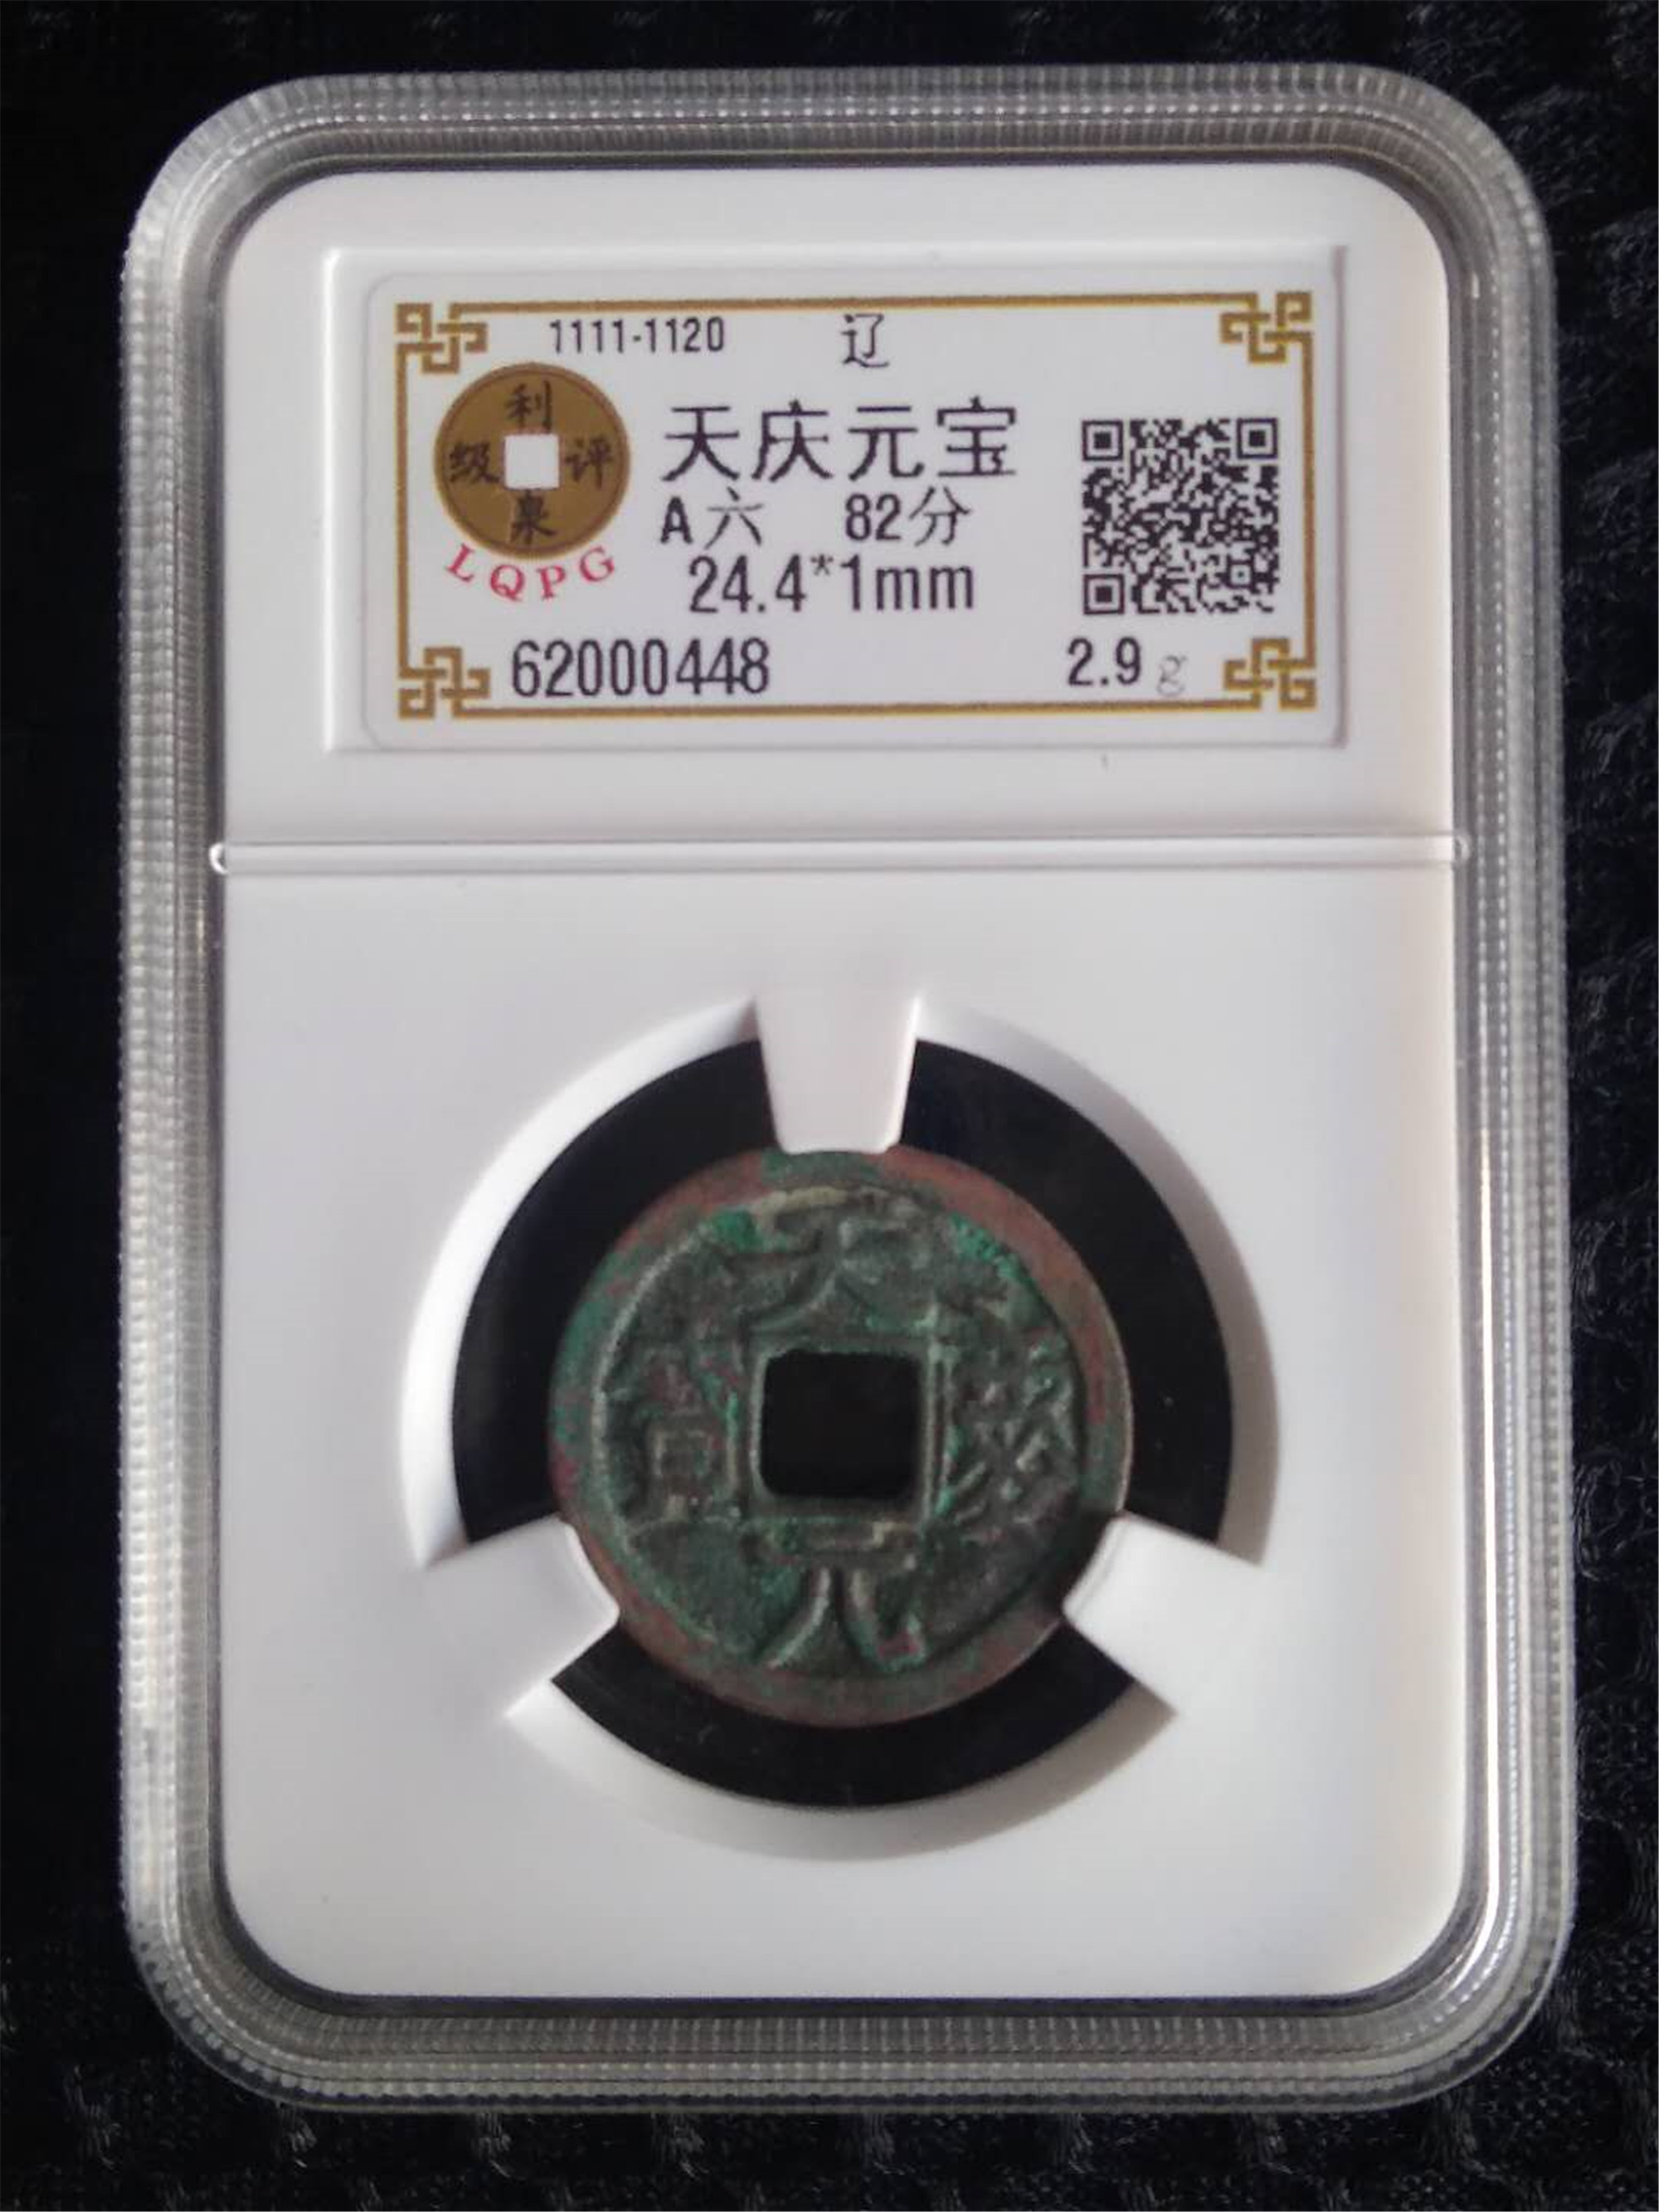 1111-1120 辽
利泉评级
LQPG
天庆元宝
A六 82分
24.4*1mm
62000448 2.9g
天慶元寶